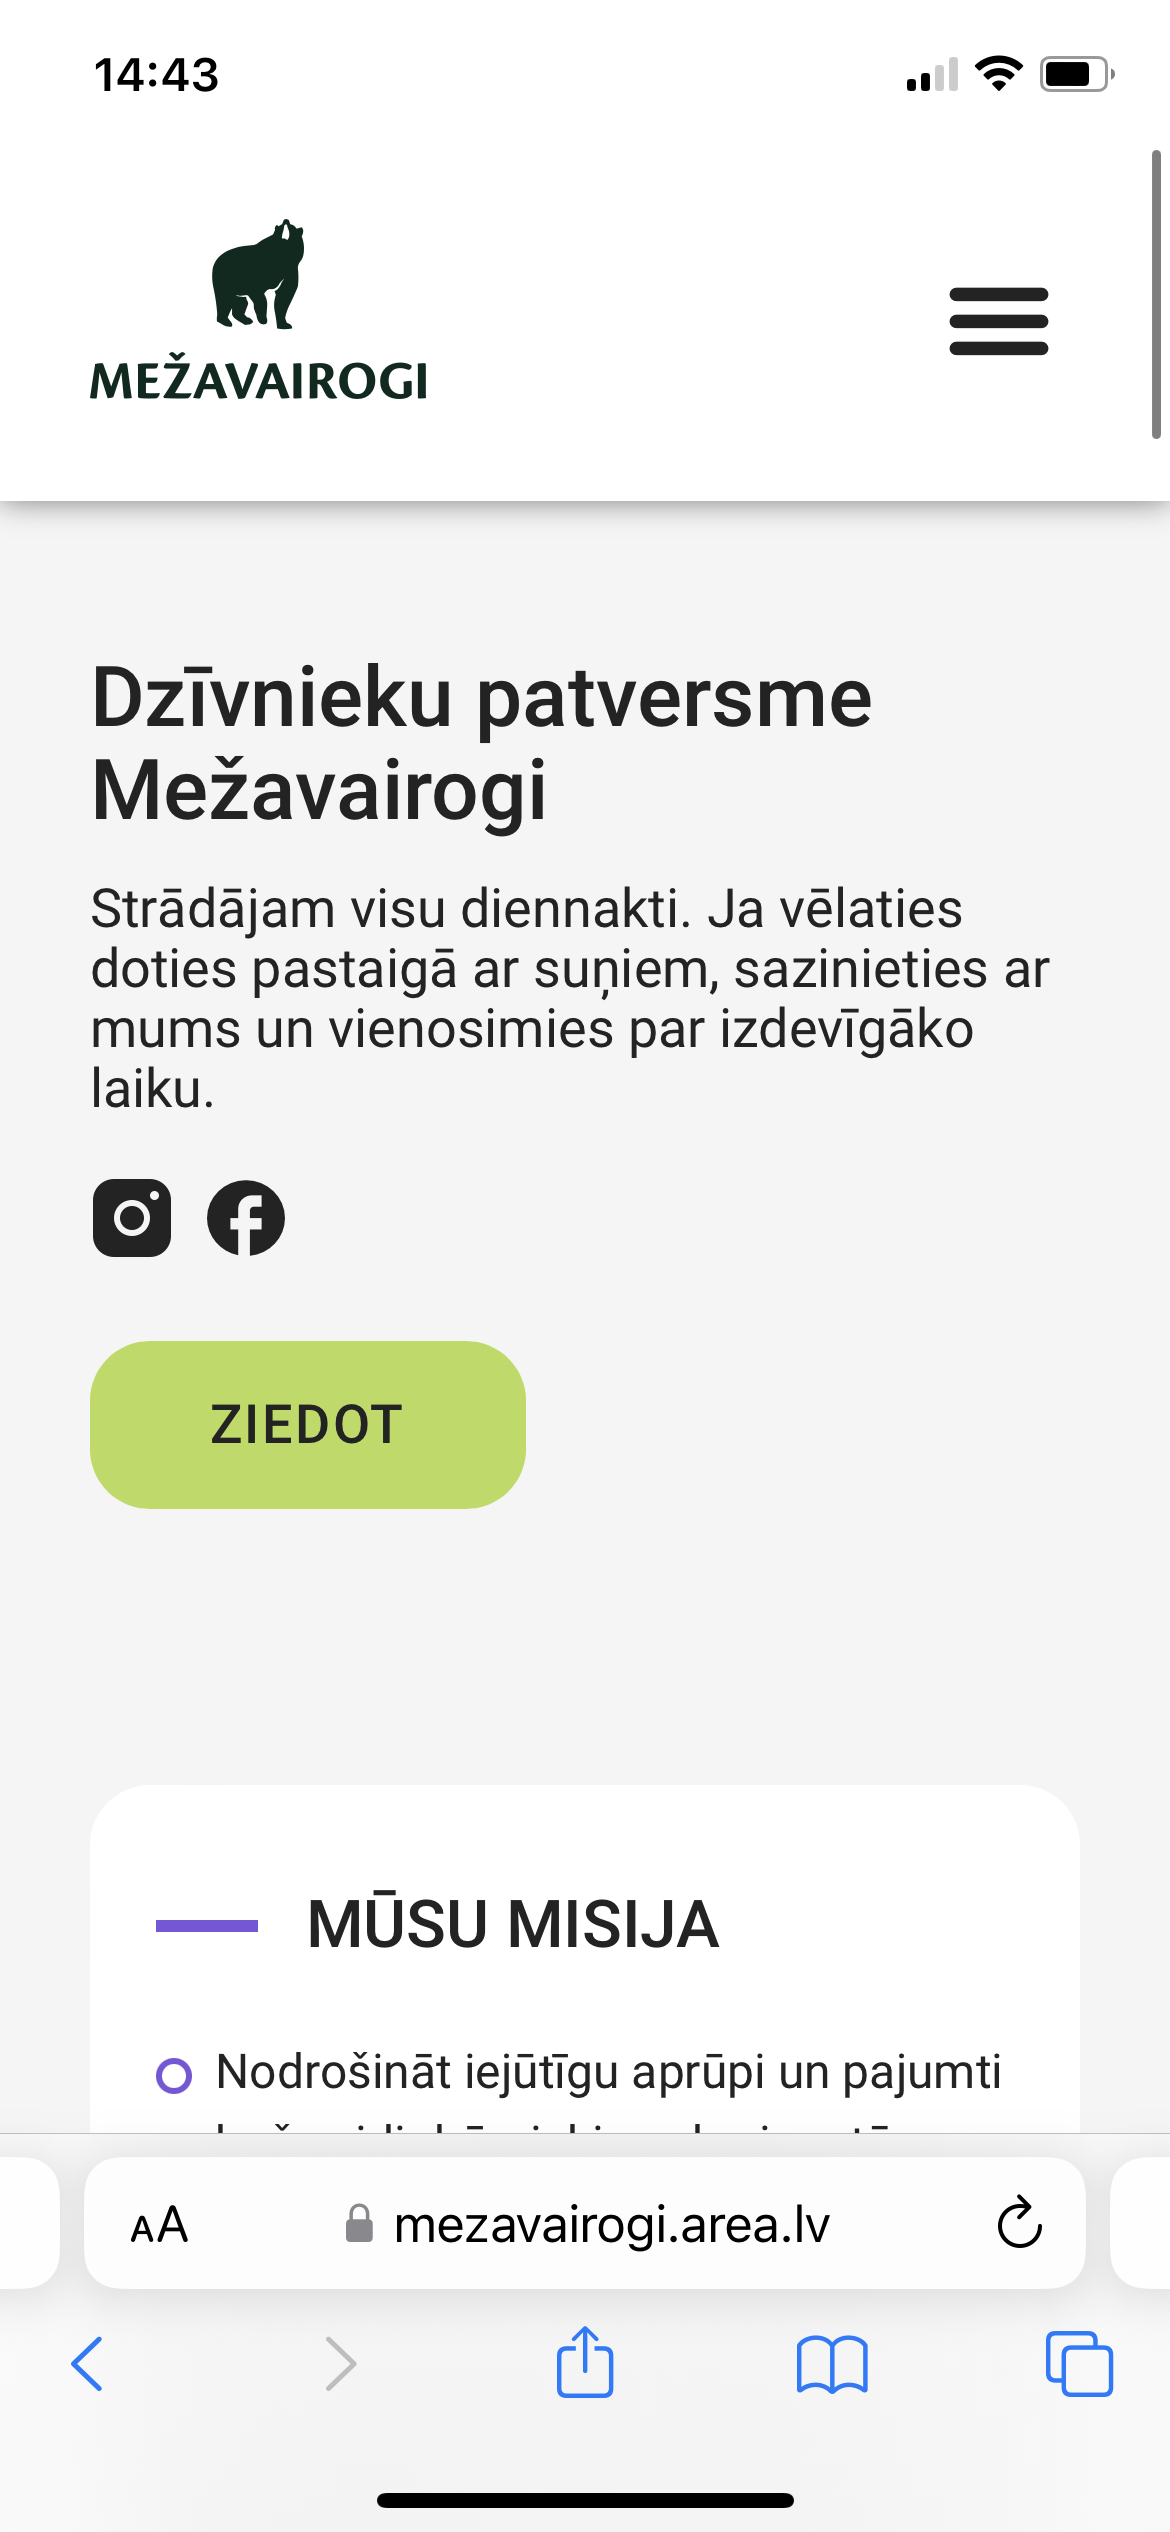 14:43
MEŽAVAIROGI
Dzīvnieku patversme
Mežavairogi
Strādājam visu diennakti. Ja vēlaties
doties pastaigā ar suņiem, sazinieties ar
mums un vienosimies par izdevīgāko
laiku.
ZIEDOT
MŪSU MISIJA
Nodrošināt iejūtīgu aprūpi un pajumti
AA
mezavairogi.area.lv